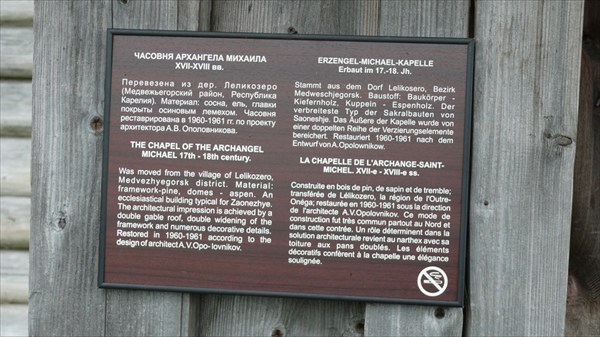 ЧАСОВНЯ АРХАНГЕЛА МИХАИЛА
XVII-XVIII вв.
Перевезена из дер. Леликозеро
(Медвежьегорский район, Республика
Карелия). Материал: сосна, ель, главки
покрыты осиновым лемехом. Часовня
реставрирована в 1960-1961 гг. по проекту
архитектора А.В. Ополовникова.
THE CHAPEL OF THE ARCHANGEL
MICHAEL 17th - 18th century.
Was moved from the village of Lelikozero,
Medvezhyegorsk district. Material:
framework-pine, domes - aspen. An
ecclesiastical building typical for Zaonezhye.
The architectural impression is achieved by a
double gable roof, double widening of the
framework and numerous decorative details.
Restored in 1960-1961 according to the
design of architect A.V. Opo-lovnikov.
ERZENGEL-MICHAEL-KAPELLE
Erbaut im 17.-18. Jh.
Stammt aus dem Dorf Lelikosero, Bezirk
Medweschjegorsk. Baustoff: Baukörper -
Kiefernholz, Kuppeln - Espenholz. Der
verbreiteste Typ der Sakralbauten von
Saoneshje. Das Äußere der Kapelle wurde von
einer doppelten Reihe der Verzierungselemente
bereichert. Restauriert 1960-1961 nach dem
Entwurf von A. Opolownikow.
LA CHAPELLE DE L'ARCHANGE-SAINT-
MICHEL. XVII-e - XVIII-e ss.
Construite en bois de pin, de sapin et de tremble;
transférée de Lélikozero, la région de l'Outre-
Onéga; restaurée en 1960-1961 sous la direction
de l'architecte A.V.Opolovnikov. Ce mode de
construction fut très commun partout au Nord et
dans cette contrée. Un rôle déterminant dans la
solution architecturale revient au narthex avec sa
toiture aux pans doublés. Les éléments
décoratifs confèrent à la chapelle une élégance
soulignée.